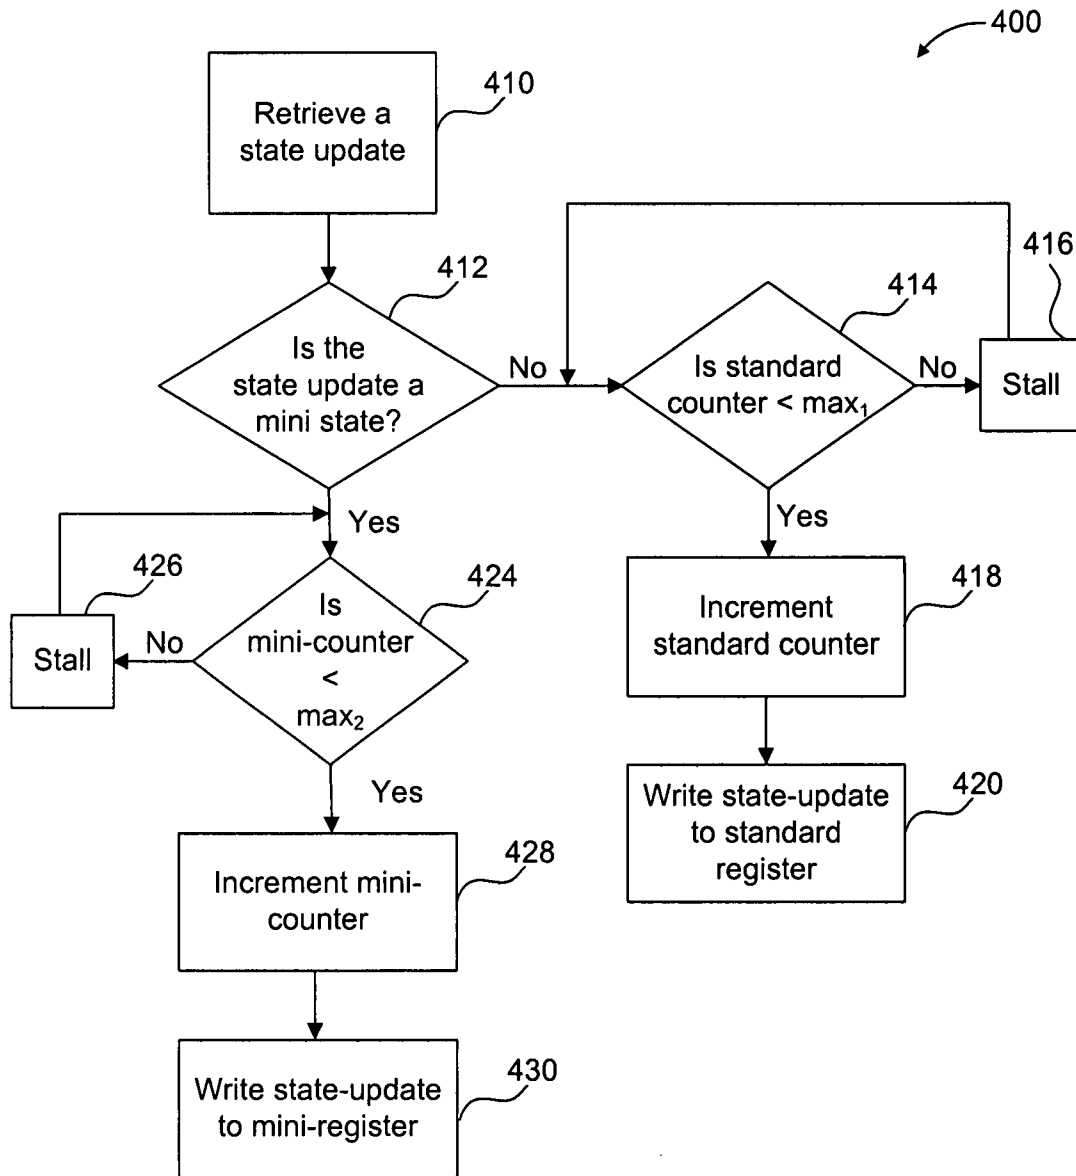 400
410
Retrieve a
state update
412
Is the
state update a
mini state?
No
414
Is standard
counter < max₁
No
416
Stall
Yes
Yes
426
Stall
No
424
Is
mini-counter
<
max₂
418
Increment
standard counter
Yes
420
Write state-update
to standard
register
428
Increment mini-
counter
430
Write state-update
to mini-register